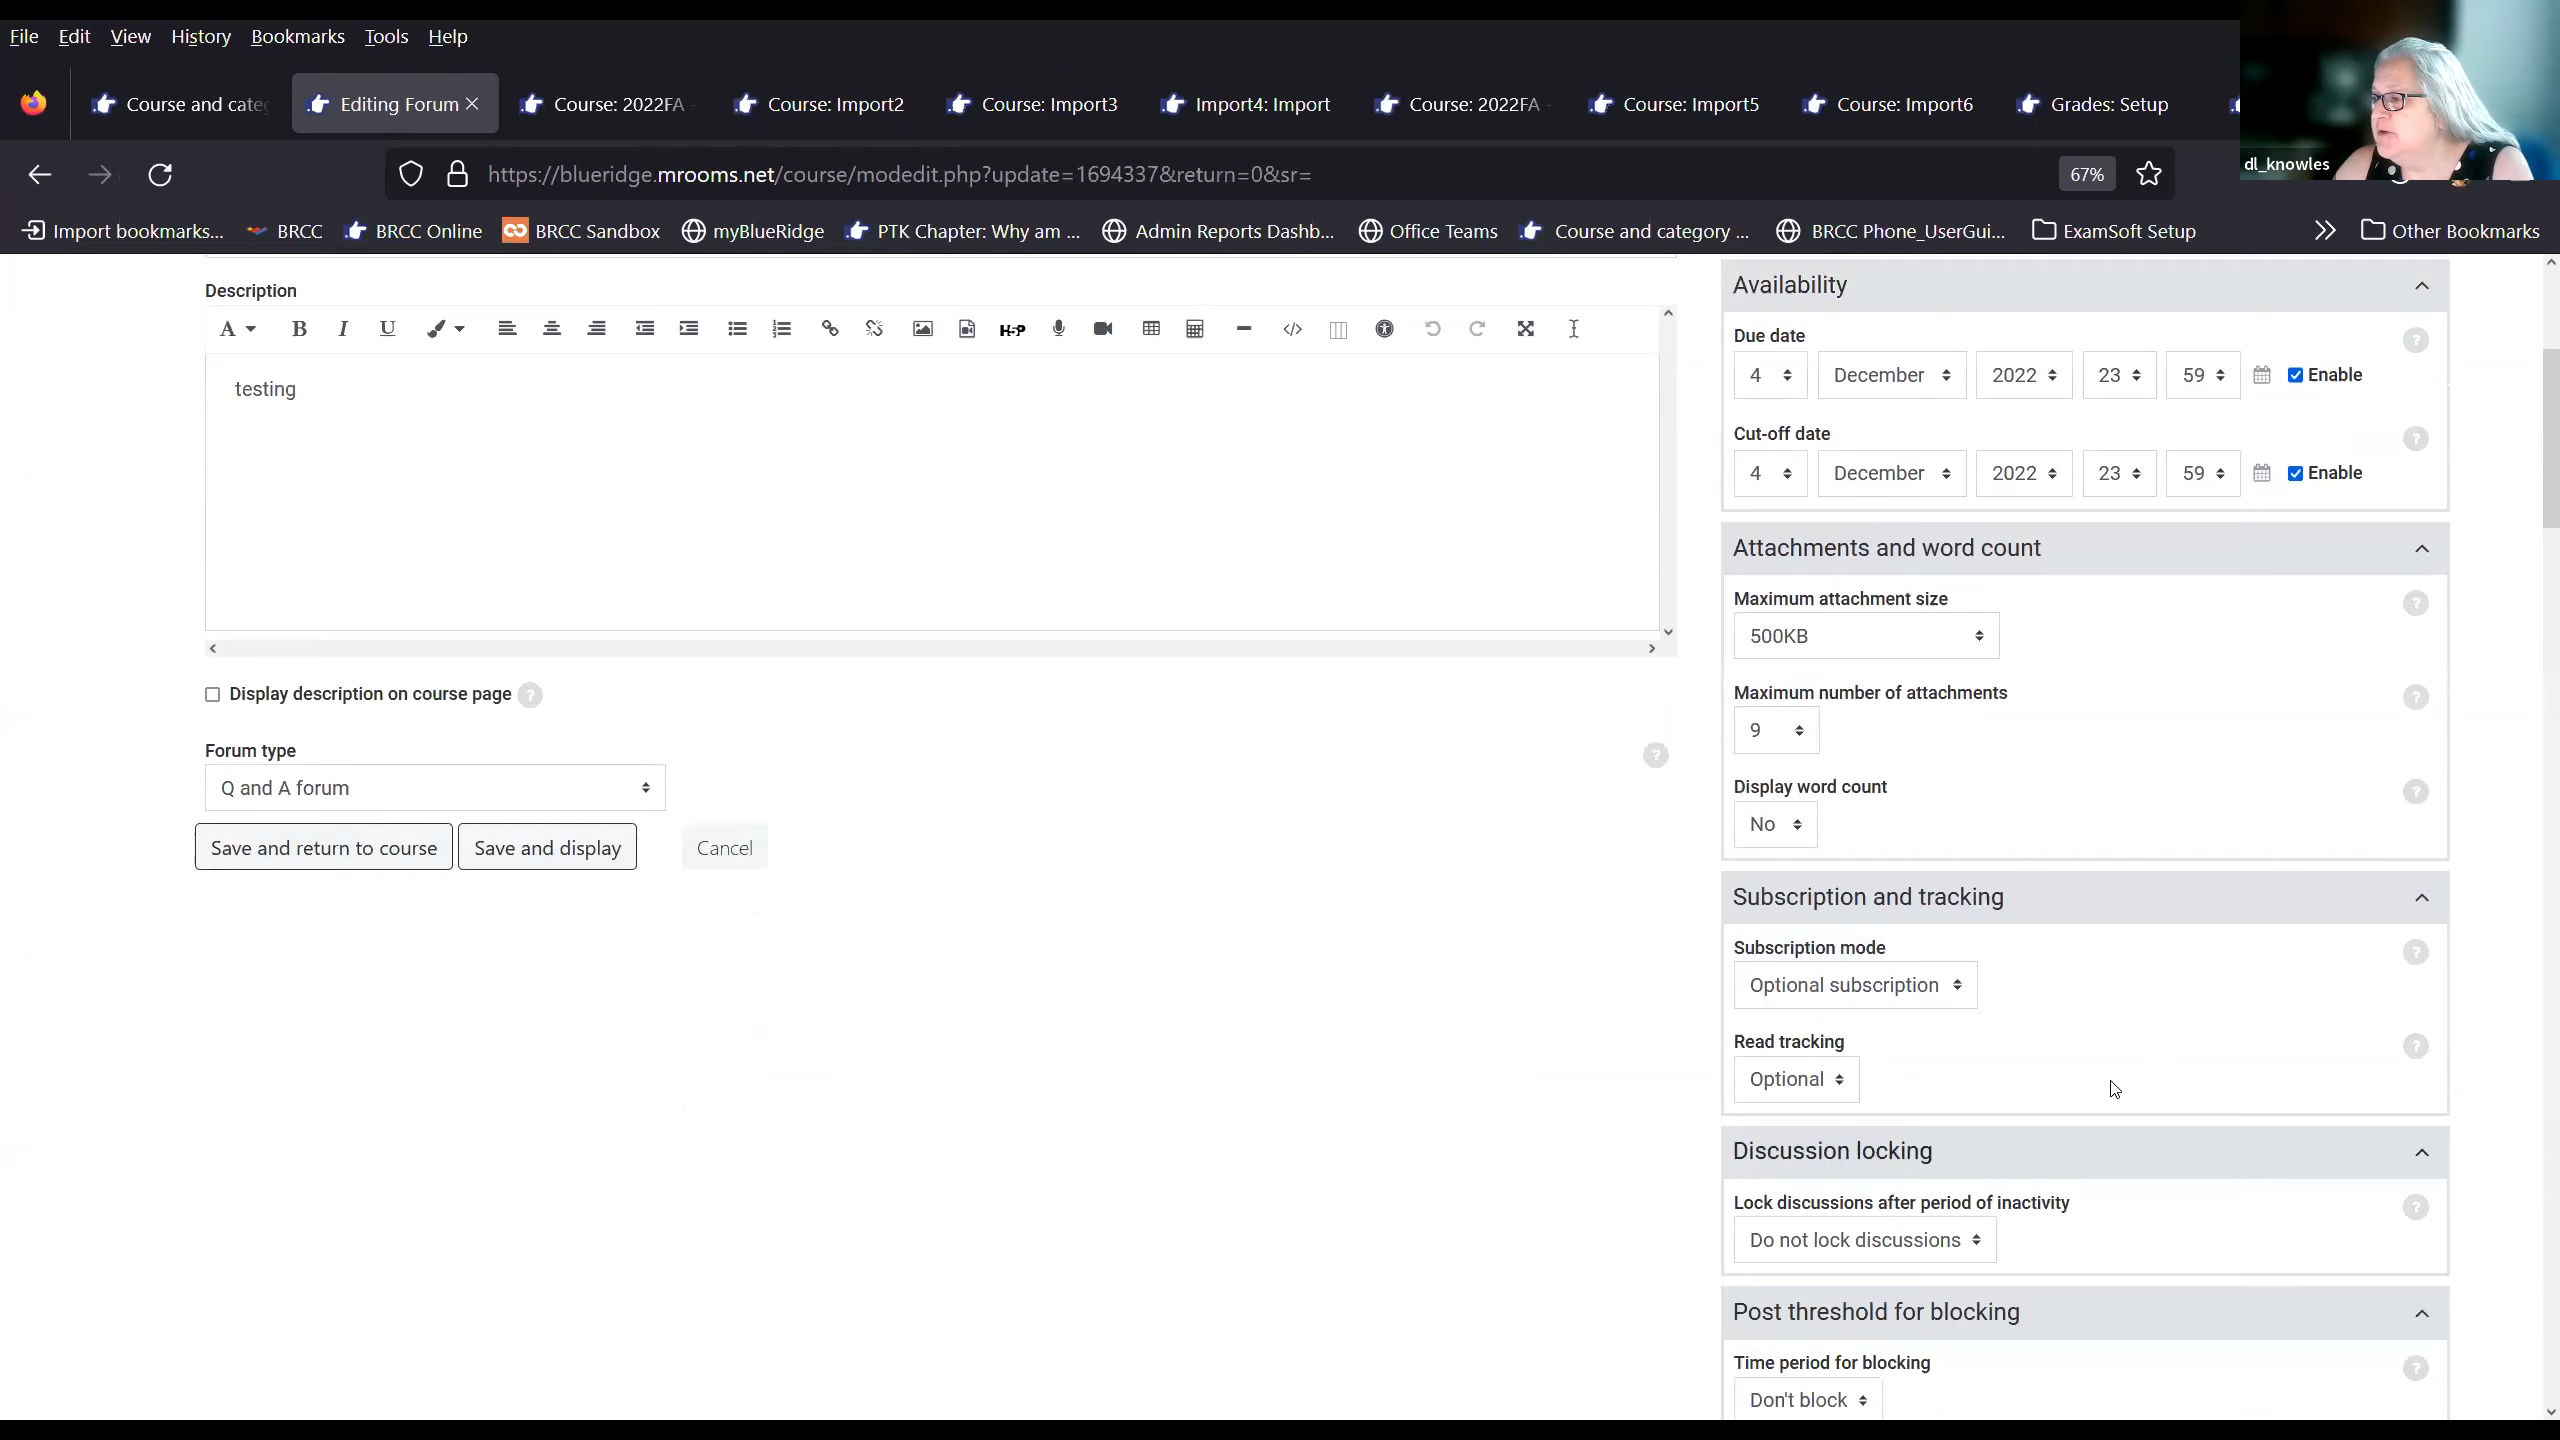 File Edit View History Bookmarks Tools Help
Course and cate
Editing Forum
Course: 2022FA -
Course: Import2
Course: Import3
Import4: Import
Course: 2022FA -
Course: Import5
Course: Import6
Grades: Setup
dl_knowles
https://blueridge.mrooms.net/course/modedit.php?update=1694337&return=0&sr=
67%
Import bookmarks...
BRCC
BRCC Online
BRCC Sandbox
myBlueRidge
PTK Chapter: Why am ...
Admin Reports Dashb...
Office Teams
Course and category ...
BRCC Phone_UserGui...
ExamSoft Setup
Other Bookmarks
Description
A B I U H-P
testing
Display description on course page ?
Forum type
?
Q and A forum
Save and return to course
Save and display
Cancel
Availability
Due date
?
4 December 2022 23 59 Enable
Cut-off date
?
4 December 2022 23 59 Enable
Attachments and word count
Maximum attachment size
?
500KB
Maximum number of attachments
?
9
Display word count
?
No
Subscription and tracking
Subscription mode
?
Optional subscription
Read tracking
?
Optional
Discussion locking
Lock discussions after period of inactivity
?
Do not lock discussions
Post threshold for blocking
Time period for blocking
?
Don't block